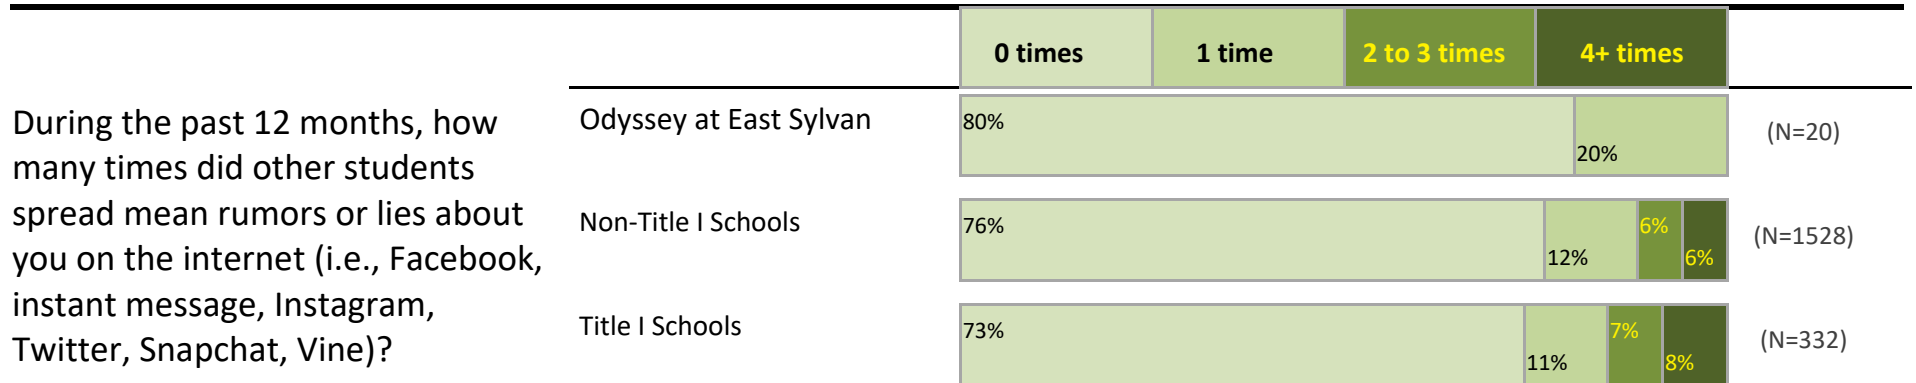 0 times 1 time 2 to 3 times 4+ times
During the past 12 months, how
many times did other students
spread mean rumors or lies about
you on the internet (i.e., Facebook,
instant message, Instagram,
Twitter, Snapchat, Vine)?
Odyssey at East Sylvan 80% 20% (N=20)
Non-Title I Schools 76% 12% 6% 6% (N=1528)
Title I Schools 73% 11% 7% 8% (N=332)